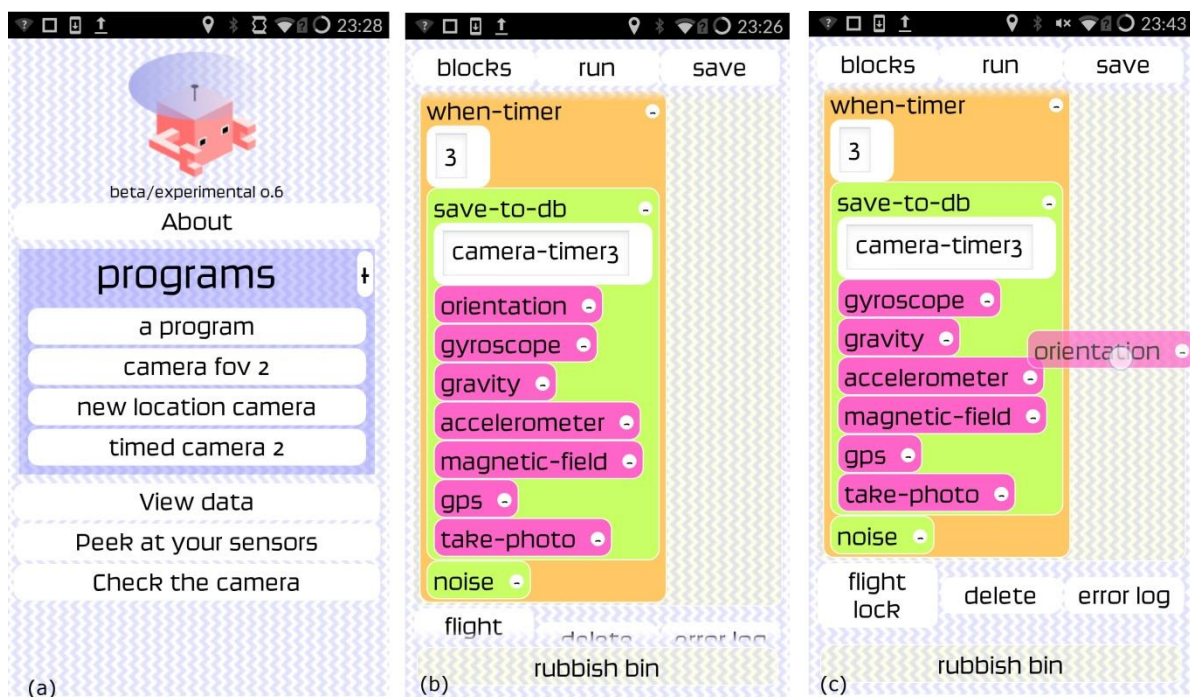 23:28
beta/experimental 0.6
About
programs +
a program
camera fov 2
new location camera
timed camera 2
View data
Peek at your sensors
Check the camera
(a)
23:26
blocks run save
when-timer -
3
save-to-db -
camera-timer3
orientation -
gyroscope -
gravity -
accelerometer -
magnetic-field -
gps -
take-photo -
noise -
flight delete error log
rubbish bin
(b)
23:43
blocks run save
when-timer -
3
save-to-db -
camera-timer3
gyroscope -
gravity -
orientation -
accelerometer -
magnetic-field -
gps -
take-photo -
noise -
flight
lock delete error log
rubbish bin
(c)